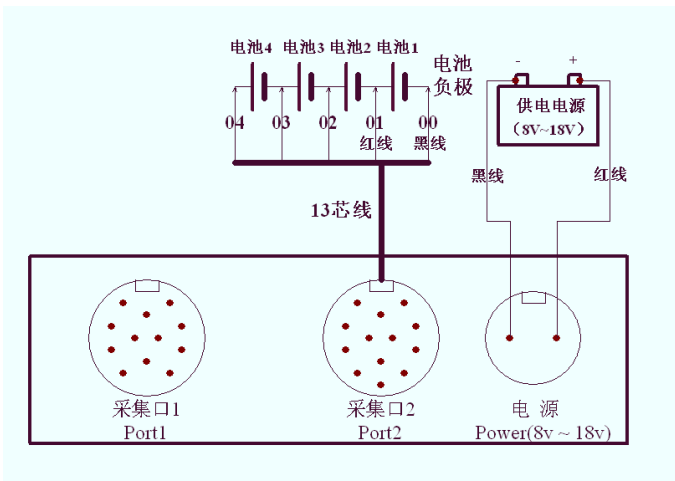 电池4 电池3 电池2 电池1
电池
负极
04 03 02 01 00
红线 黑线
13芯线
- +
供电电源
（8V~18V）
黑线
红线
采集口1
Port1
采集口2
Port2
电 源
Power(8v ~ 18v)